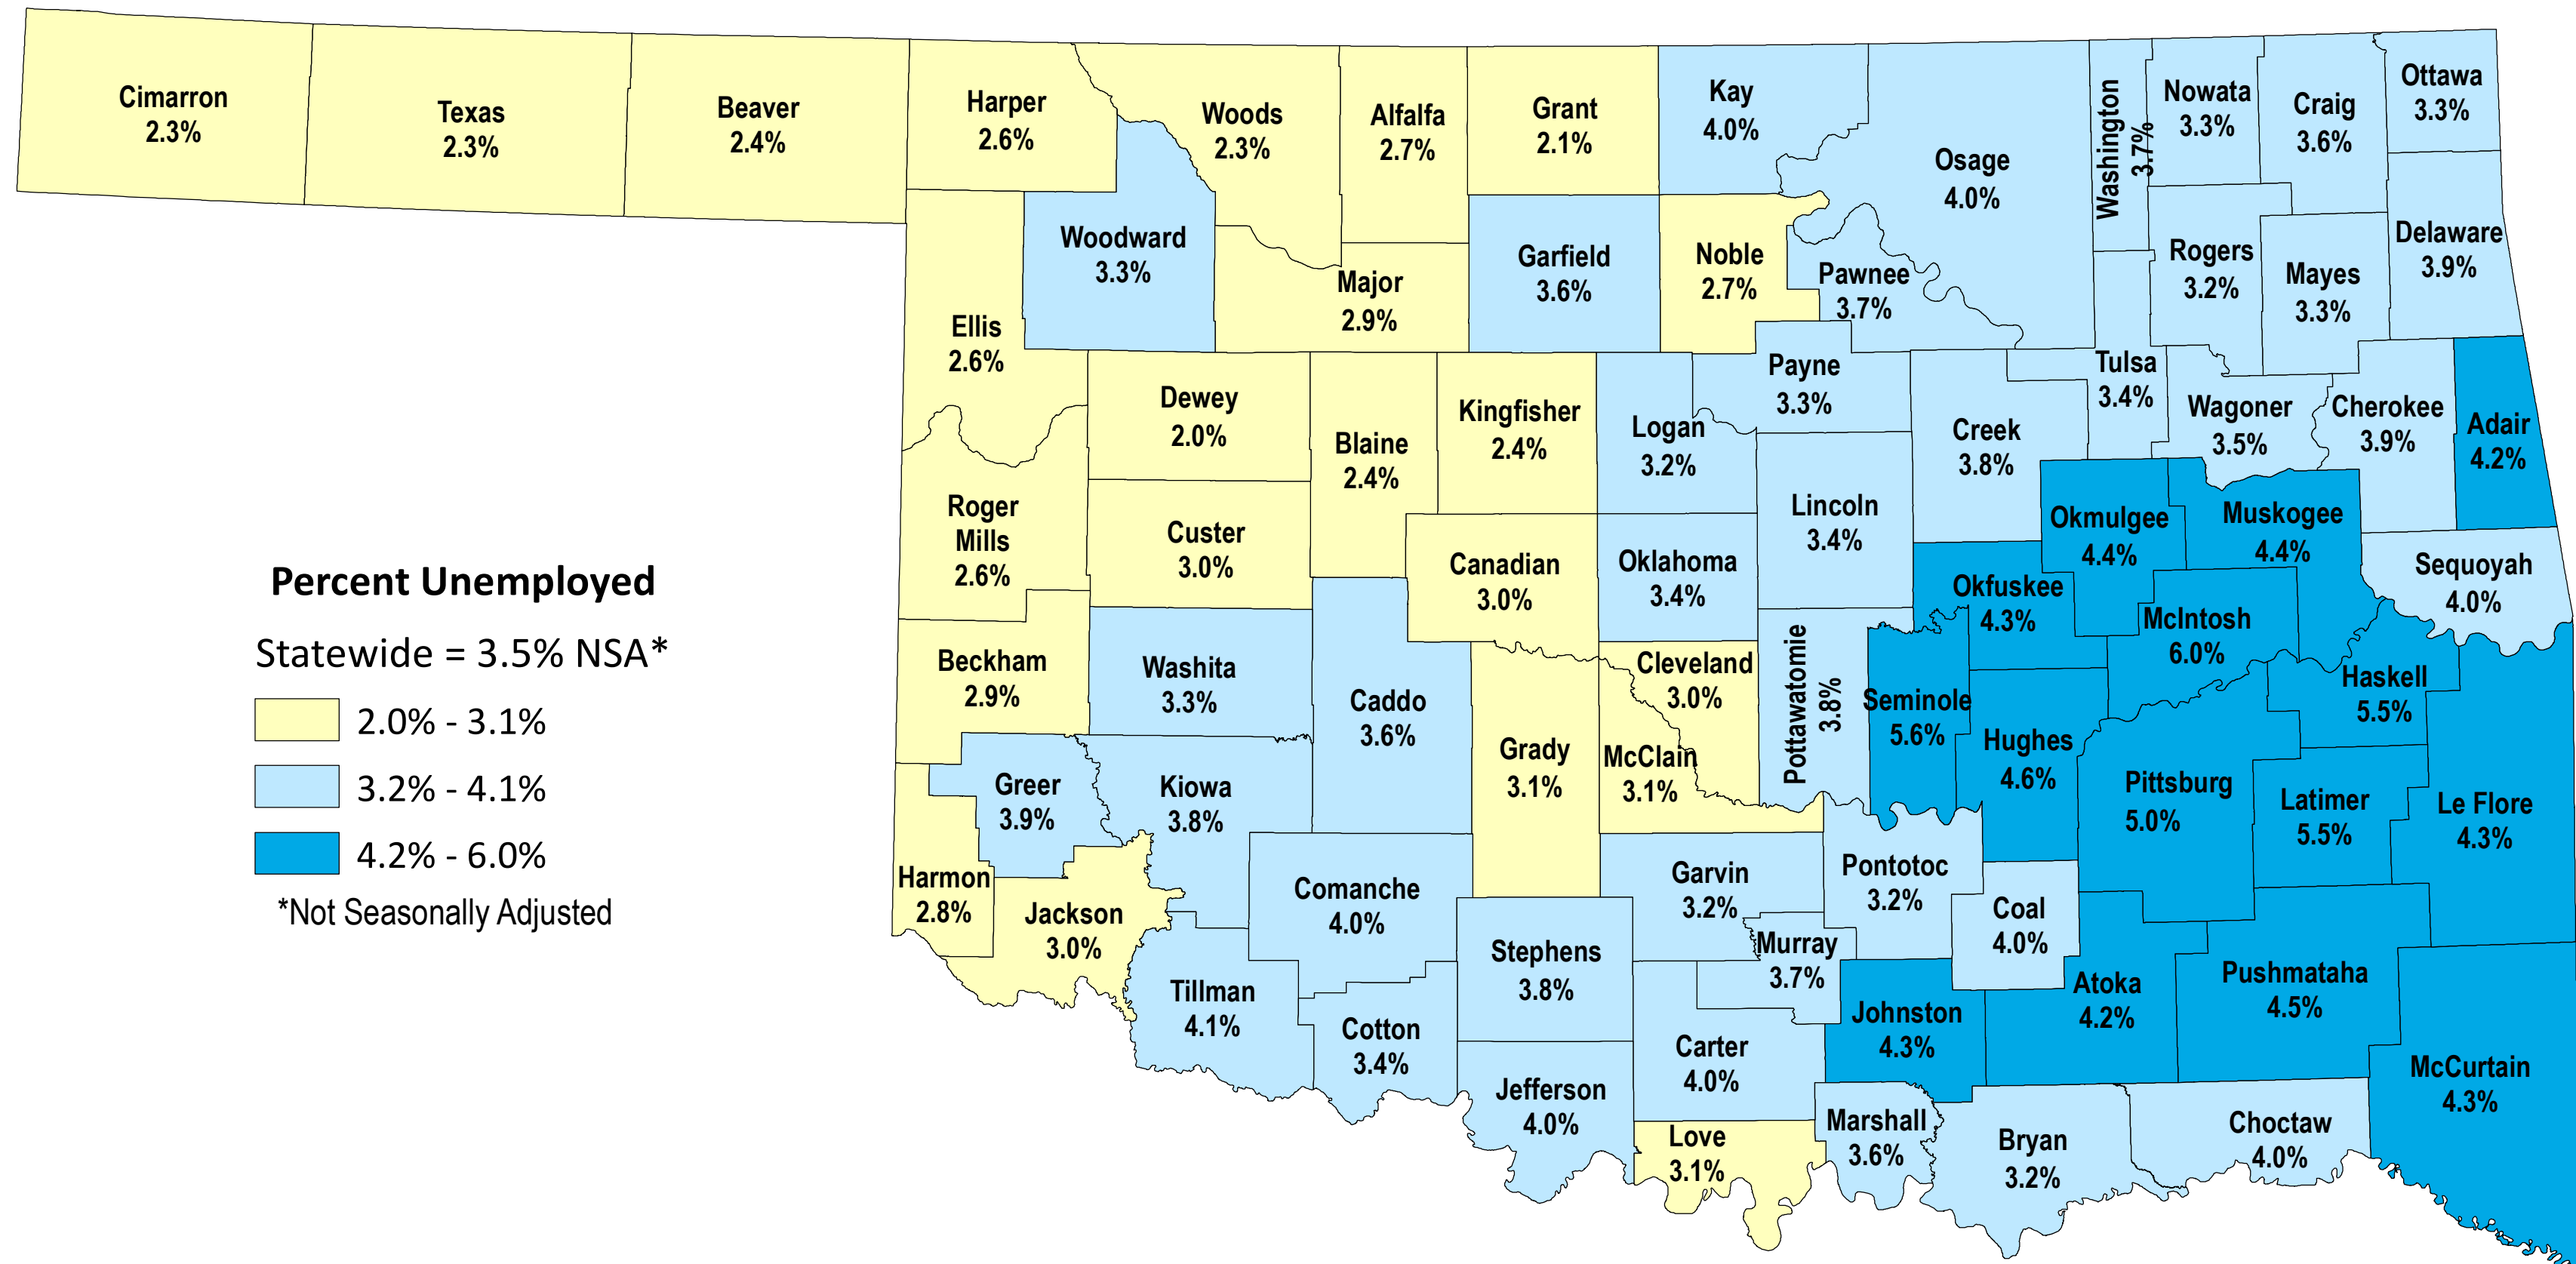 Cimarron
2.3%
Texas
2.3%
Beaver
2.4%
Harper
2.6%
Woods
2.3%
Alfalfa
2.7%
Grant
2.1%
Kay
4.0%
Osage
4.0%
Washington
3.7%
Nowata
3.3%
Craig
3.6%
Ottawa
3.3%
Woodward
3.3%
Major
2.9%
Garfield
3.6%
Noble
2.7%
Pawnee
3.7%
Rogers
3.2%
Mayes
3.3%
Delaware
3.9%
Ellis
2.6%
Dewey
2.0%
Blaine
2.4%
Kingfisher
2.4%
Logan
3.2%
Payne
3.3%
Creek
3.8%
Tulsa
3.4%
Wagoner
3.5%
Cherokee
3.9%
Adair
4.2%
Roger
Mills
2.6%
Custer
3.0%
Canadian
3.0%
Oklahoma
3.4%
Lincoln
3.4%
Okmulgee
4.4%
Muskogee
4.4%
Okfuskee
4.3%
McIntosh
6.0%
Sequoyah
4.0%
Percent Unemployed
Statewide = 3.5% NSA*
2.0% - 3.1%
3.2% - 4.1%
4.2% - 6.0%
*Not Seasonally Adjusted
Beckham
2.9%
Washita
3.3%
Caddo
3.6%
Grady
3.1%
McClain
3.1%
Cleveland
3.0%
Pottawatomie
3.8%
Seminole
5.6%
Hughes
4.6%
Pittsburg
5.0%
Haskell
5.5%
Latimer
5.5%
Le Flore
4.3%
Harmon
2.8%
Greer
3.9%
Kiowa
3.8%
Jackson
3.0%
Comanche
4.0%
Stephens
3.8%
Garvin
3.2%
Pontotoc
3.2%
Coal
4.0%
Murray
3.7%
Tillman
4.1%
Cotton
3.4%
Jefferson
4.0%
Carter
4.0%
Johnston
4.3%
Atoka
4.2%
Pushmataha
4.5%
McCurtain
4.3%
Love
3.1%
Marshall
3.6%
Bryan
3.2%
Choctaw
4.0%